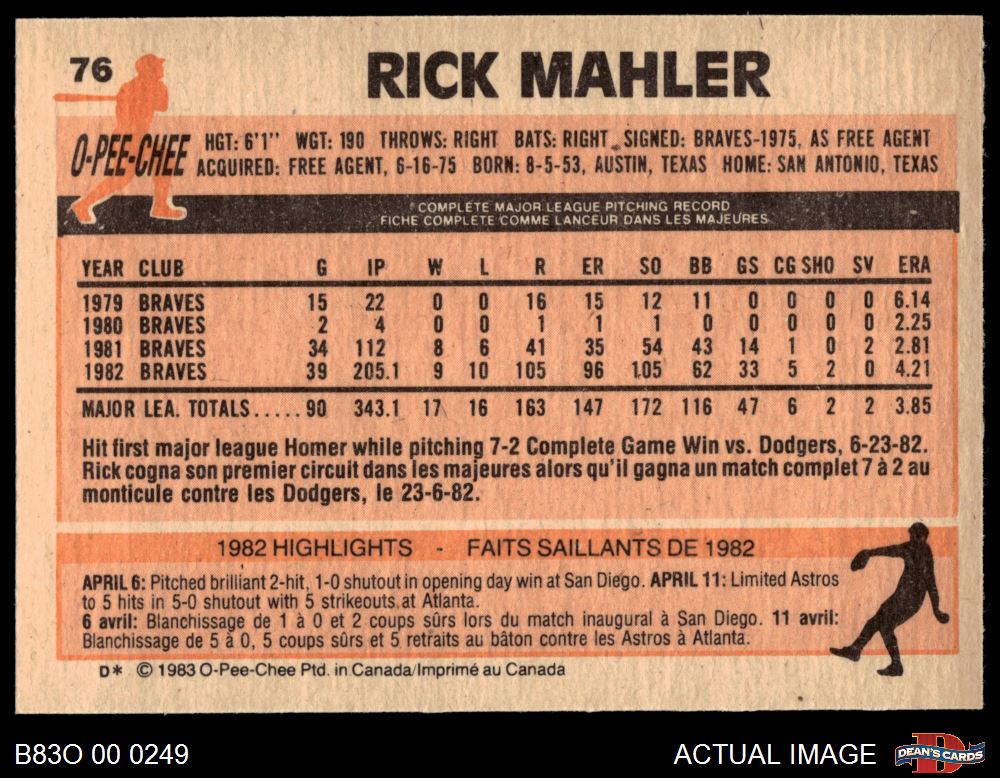 76
RICK MAHLER
O-PEE-CHEE
HGT: 6'1" WGT: 190 THROWS: RIGHT BATS: RIGHT SIGNED: BRAVES-1975, AS FREE AGENT
ACQUIRED: FREE AGENT, 6-16-75 BORN: 8-5-53, AUSTIN, TEXAS HOME: SAN ANTONIO, TEXAS
COMPLETE MAJOR LEAGUE PITCHING RECORD
FICHE COMPLÈTE COMME LANCEUR DANS LES MAJEURES
YEAR CLUB G IP W L R ER SO BB GS CG SHO SV ERA
1979 BRAVES 15 22 0 0 16 15 12 11 0 0 0 0 6.14
1980 BRAVES 2 4 0 0 1 1 1 0 0 0 0 0 2.25
1981 BRAVES 34 112 8 6 41 35 54 43 14 1 0 2 2.81
1982 BRAVES 39 205.1 9 10 105 96 105 62 33 5 2 0 4.21
MAJOR LEA. TOTALS..... 90 343.1 17 16 163 147 172 116 47 6 2 2 3.85
Hit first major league Homer while pitching 7-2 Complete Game Win vs. Dodgers, 6-23-82.
Rick cogna son premier circuit dans les majeures alors qu'il gagna un match complet 7 à 2 au
monticule contre les Dodgers, le 23-6-82.
1982 HIGHLIGHTS - FAITS SAILLANTS DE 1982
APRIL 6: Pitched brilliant 2-hit, 1-0 shutout in opening day win at San Diego. APRIL 11: Limited Astros
to 5 hits in 5-0 shutout with 5 strikeouts at Atlanta.
6 avril: Blanchissage de 1 à 0 et 2 coups sûrs lors du match inaugural à San Diego. 11 avril:
Blanchissage de 5 à 0, 5 coups sûrs et 5 retraits au bâton contre les Astros à Atlanta.
D* © 1983 O-Pee-Chee Ptd. in Canada/Imprimé au Canada
B83O 00 0249
ACTUAL IMAGE
DEAN'S CARDS